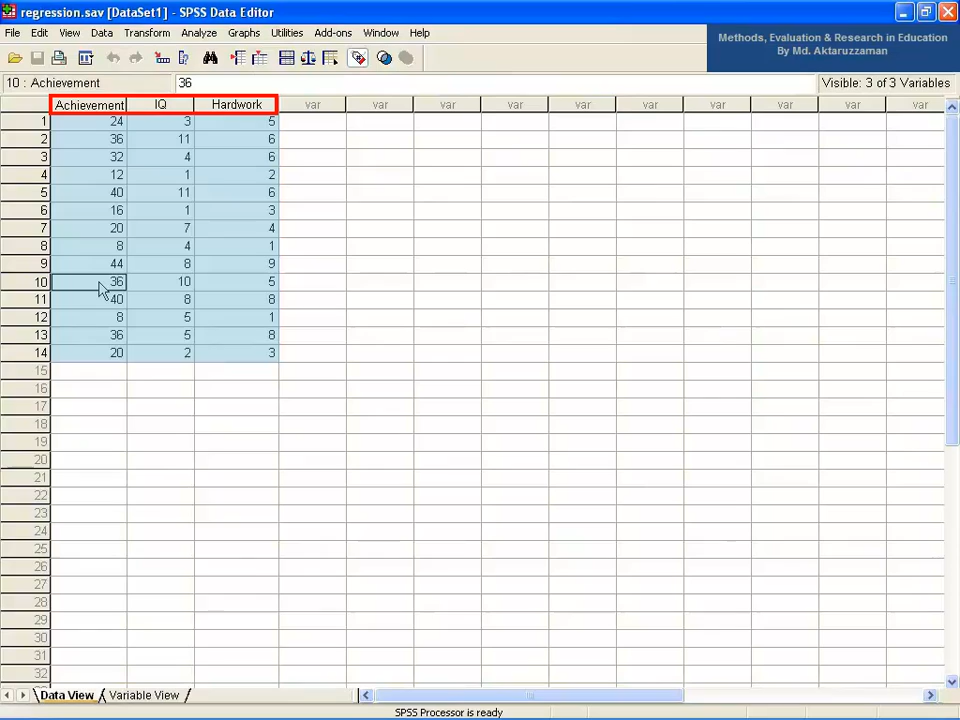 regression.sav [DataSet1] - SPSS Data Editor
File Edit View Data Transform Analyze Graphs Utilities Add-ons Window Help
Methods, Evaluation & Research in Education
By Md. Aktaruzzaman
10 : Achievement 36 Visible: 3 of 3 Variables
Achievement IQ Hardwork var var var var var var var var var var
1 24 3 5
2 36 11 6
3 32 4 6
4 12 1 2
5 40 11 6
6 16 1 3
7 20 7 4
8 8 4 1
9 44 8 9
10 36 10 5
11 40 8 8
12 8 5 1
13 36 5 8
14 20 2 3
15
16
17
18
19
20
21
22
23
24
25
26
27
28
29
30
31
32
Data View Variable View
SPSS Processor is ready